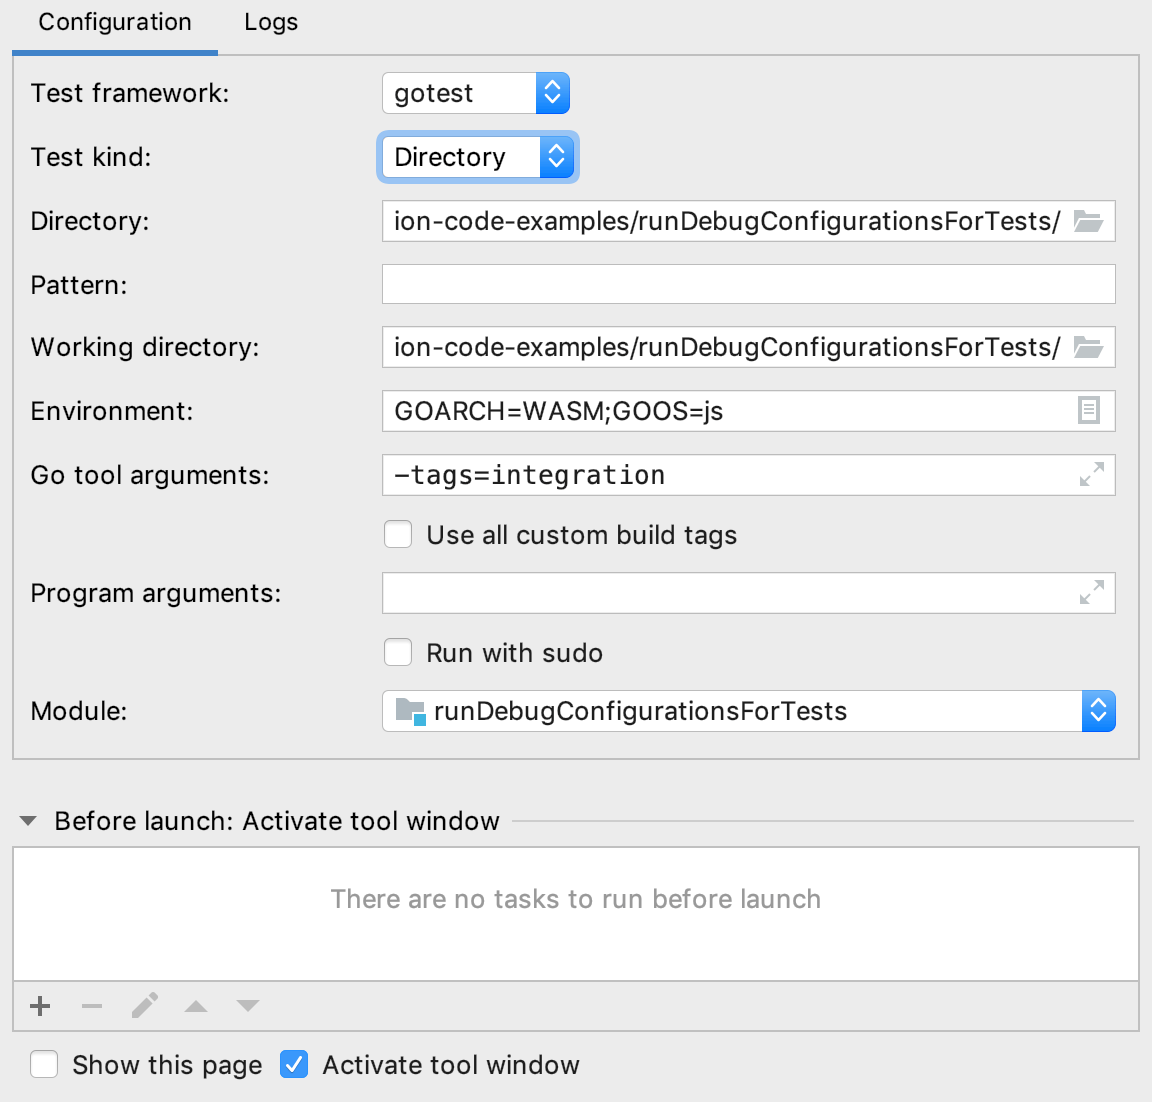 Configuration Logs
Test framework: gotest
Test kind: Directory
Directory: ion-code-examples/runDebugConfigurationsForTests/
Pattern:
Working directory: ion-code-examples/runDebugConfigurationsForTests/
Environment: GOARCH=WASM;GOOS=js
Go tool arguments: -tags=integration
Use all custom build tags
Program arguments:
Run with sudo
Module: runDebugConfigurationsForTests
Before launch: Activate tool window
There are no tasks to run before launch
Show this page Activate tool window